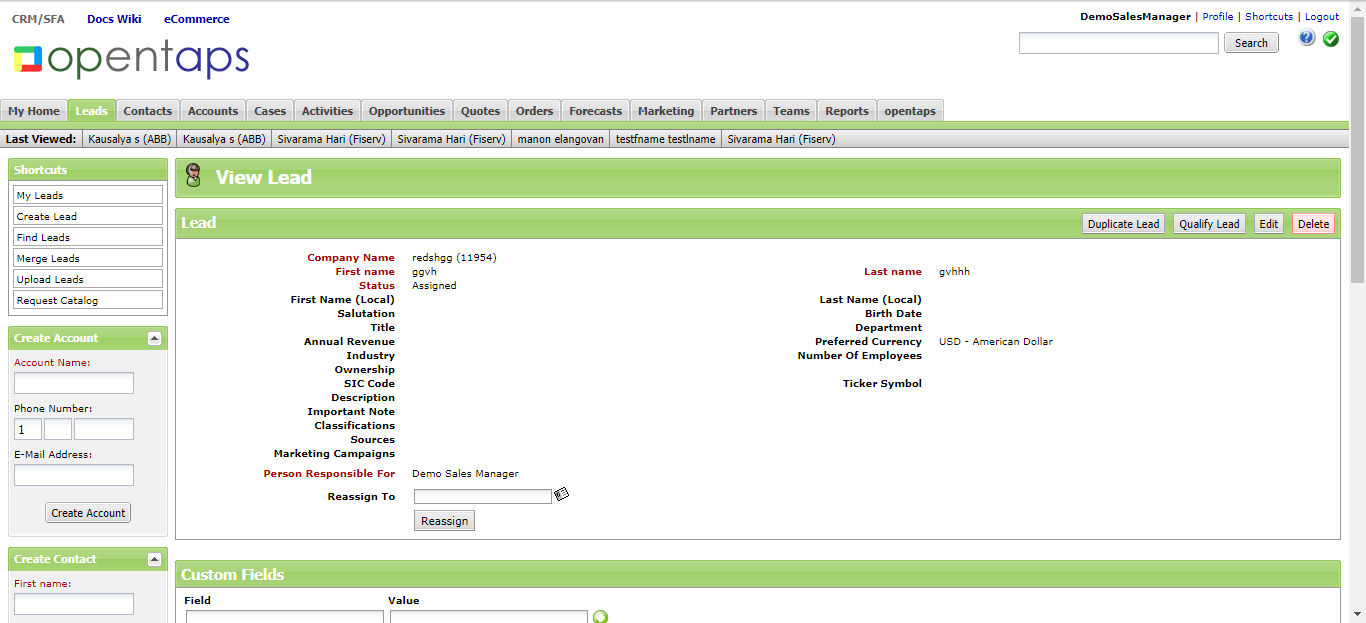 CRM/SFA Docs Wiki eCommerce
DemoSalesManager | Profile | Shortcuts | Logout
opentaps
Search
My Home Leads Contacts Accounts Cases Activities Opportunities Quotes Orders Forecasts Marketing Partners Teams Reports opentaps
Last Viewed: Kausalya s (ABB) Kausalya s (ABB) Sivarama Hari (Fiserv) Sivarama Hari (Fiserv) manon elangovan testfname testlname Sivarama Hari (Fiserv)
Shortcuts
My Leads
Create Lead
Find Leads
Merge Leads
Upload Leads
Request Catalog
Create Account
Account Name:
Phone Number:
1
E-Mail Address:
Create Account
Create Contact
First name:
View Lead
Lead
Duplicate Lead Qualify Lead Edit Delete
Company Name redshgg (11954)
First name ggvh Last name gvhhh
Status Assigned
First Name (Local) Last Name (Local)
Salutation Birth Date
Title Department
Annual Revenue Preferred Currency USD - American Dollar
Industry Number Of Employees
Ownership
SIC Code Ticker Symbol
Description
Important Note
Classifications
Sources
Marketing Campaigns
Person Responsible For Demo Sales Manager
Reassign To
Reassign
Custom Fields
Field Value